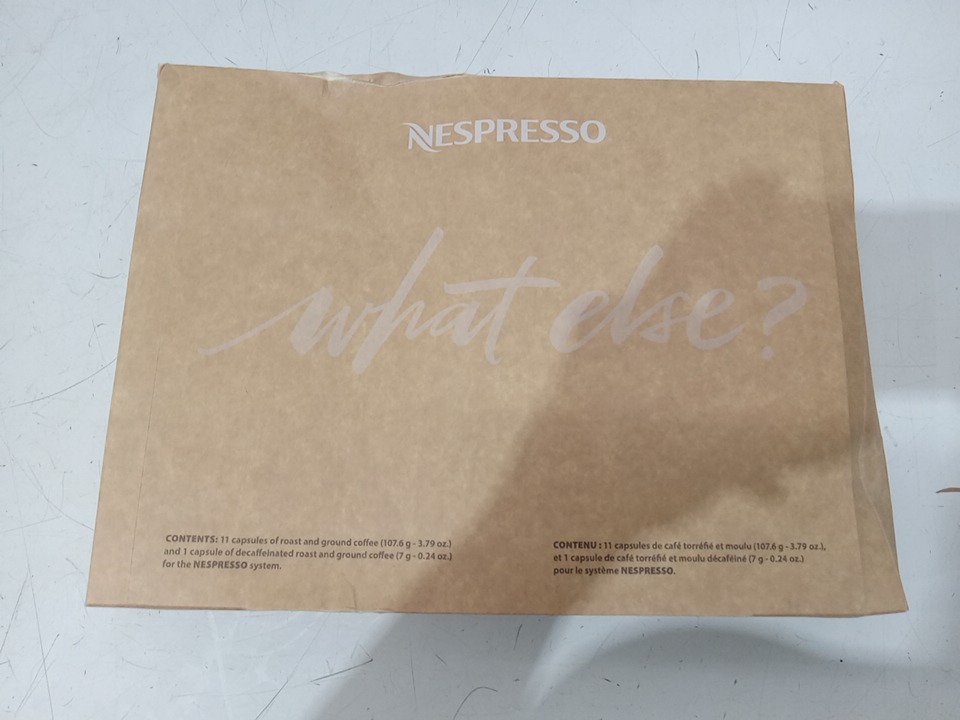 NESPRESSO
what else?
CONTENTS: 11 capsules of roast and ground coffee (107.6 g - 3.79 oz.)
and 1 capsule of decaffeinated roast and ground coffee (7 g - 0.24 oz.)
for the NESPRESSO system.
CONTENU : 11 capsules de café torréfié et moulu (107.6 g - 3.79 oz.),
et 1 capsule de café torréfié et moulu décaféiné (7 g - 0.24 oz.)
pour le système NESPRESSO.